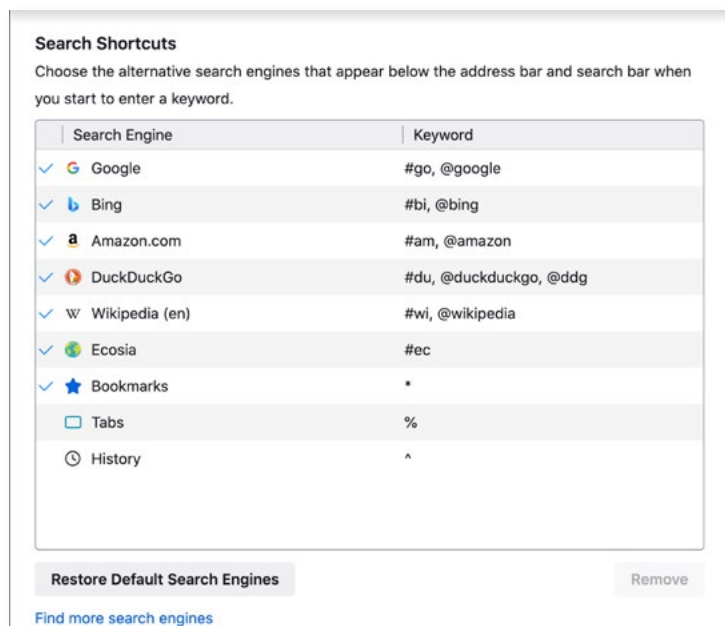 Search Shortcuts
Choose the alternative search engines that appear below the address bar and search bar when
you start to enter a keyword.
Search Engine Keyword
Google #go, @google
Bing #bi, @bing
Amazon.com #am, @amazon
DuckDuckGo #du, @duckduckgo, @ddg
Wikipedia (en) #wi, @wikipedia
Ecosia #ec
Bookmarks *
Tabs %
History ^
Restore Default Search Engines Remove
Find more search engines